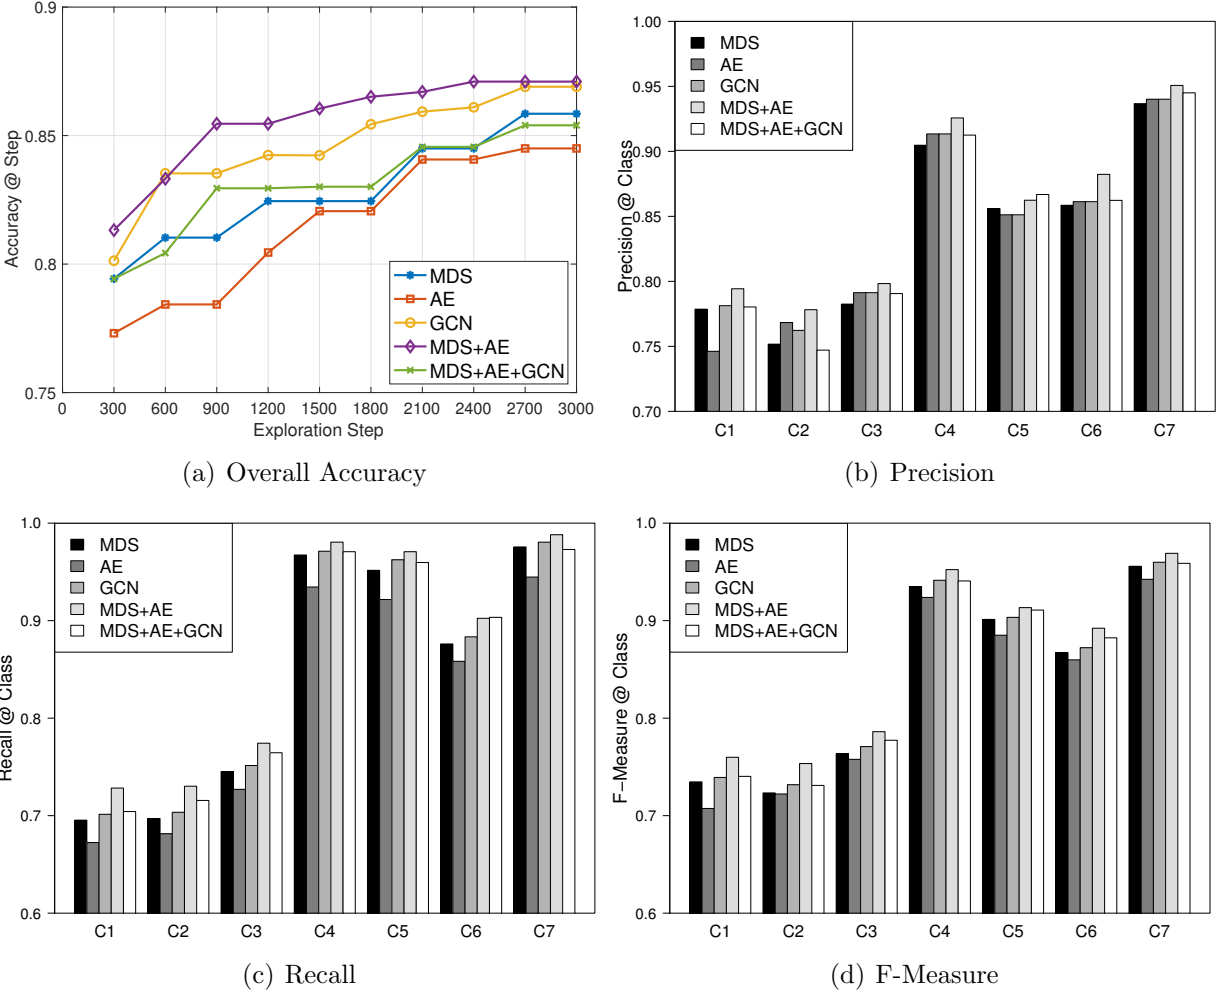 0.9
0.85
0.8
0.75
Accuracy @ Step
0 300 600 900 1200 1500 1800 2100 2400 2700 3000
Exploration Step
MDS
AE
GCN
MDS+AE
MDS+AE+GCN
(a) Overall Accuracy
1.00
0.95
0.90
0.85
0.80
0.75
0.70
Precision @ Class
MDS
AE
GCN
MDS+AE
MDS+AE+GCN
C1 C2 C3 C4 C5 C6 C7
(b) Precision
1.0
0.9
0.8
0.7
0.6
Recall @ Class
MDS
AE
GCN
MDS+AE
MDS+AE+GCN
C1 C2 C3 C4 C5 C6 C7
(c) Recall
1.0
0.9
0.8
0.7
0.6
F−Measure @ Class
MDS
AE
GCN
MDS+AE
MDS+AE+GCN
C1 C2 C3 C4 C5 C6 C7
(d) F-Measure